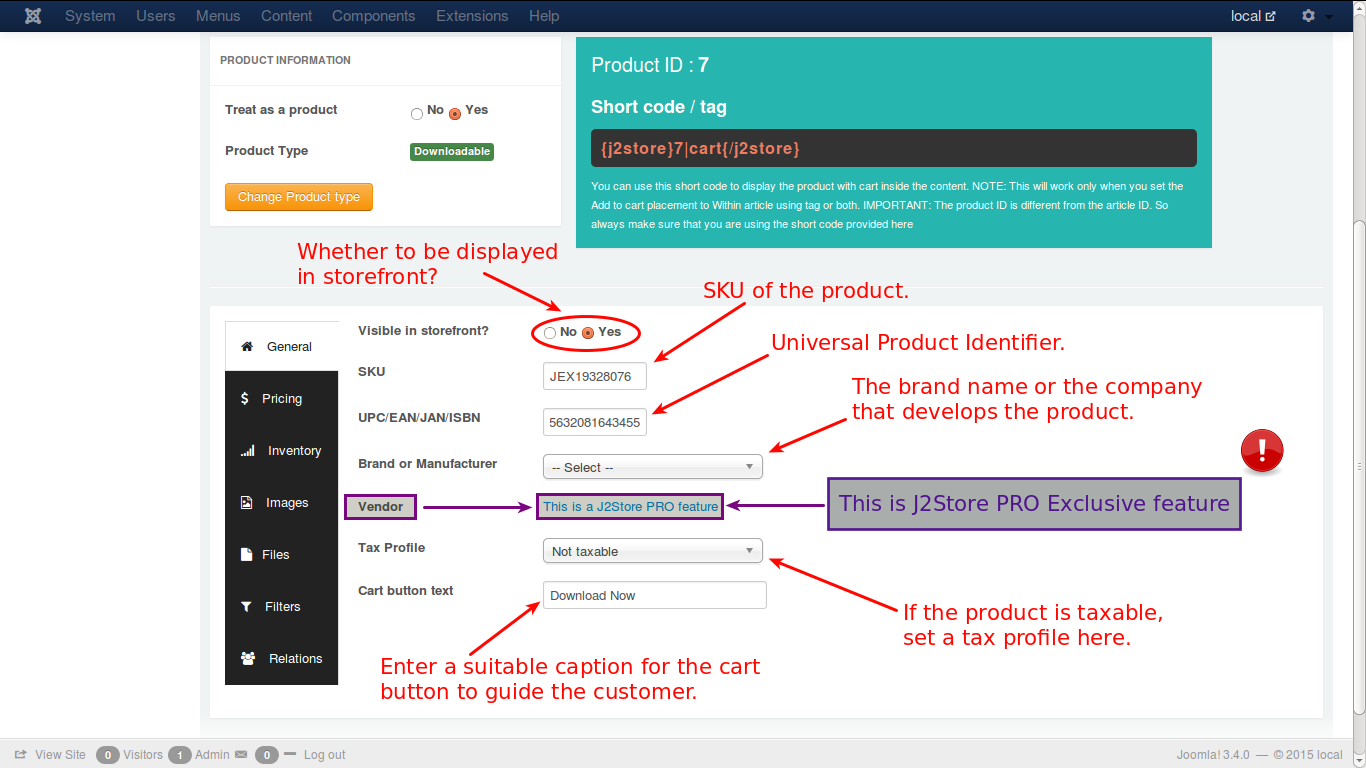 System Users Menus Content Components Extensions Help local
PRODUCT INFORMATION
Treat as a product No Yes
Product Type Downloadable
Change Product type
Product ID : 7
Short code / tag
{j2store}7|cart{/j2store}
You can use this short code to display the product with cart inside the content. NOTE: This will work only when you set the
Add to cart placement to Within article using tag or both. IMPORTANT: The product ID is different from the article ID. So
always make sure that you are using the short code provided here
Whether to be displayed
in storefront?
SKU of the product.
General
Pricing
Inventory
Images
Files
Filters
Relations
Visible in storefront? No Yes
Universal Product Identifier.
SKU JEX19328076
The brand name or the company
that develops the product.
UPC/EAN/JAN/ISBN 5632081643455
Brand or Manufacturer -- Select --
!
Vendor This is a J2Store PRO feature This is J2Store PRO Exclusive feature
Tax Profile Not taxable
Cart button text Download Now
If the product is taxable,
set a tax profile here.
Enter a suitable caption for the cart
button to guide the customer.
View Site 0 Visitors 1 Admin 0 Log out Joomla! 3.4.0 — © 2015 local